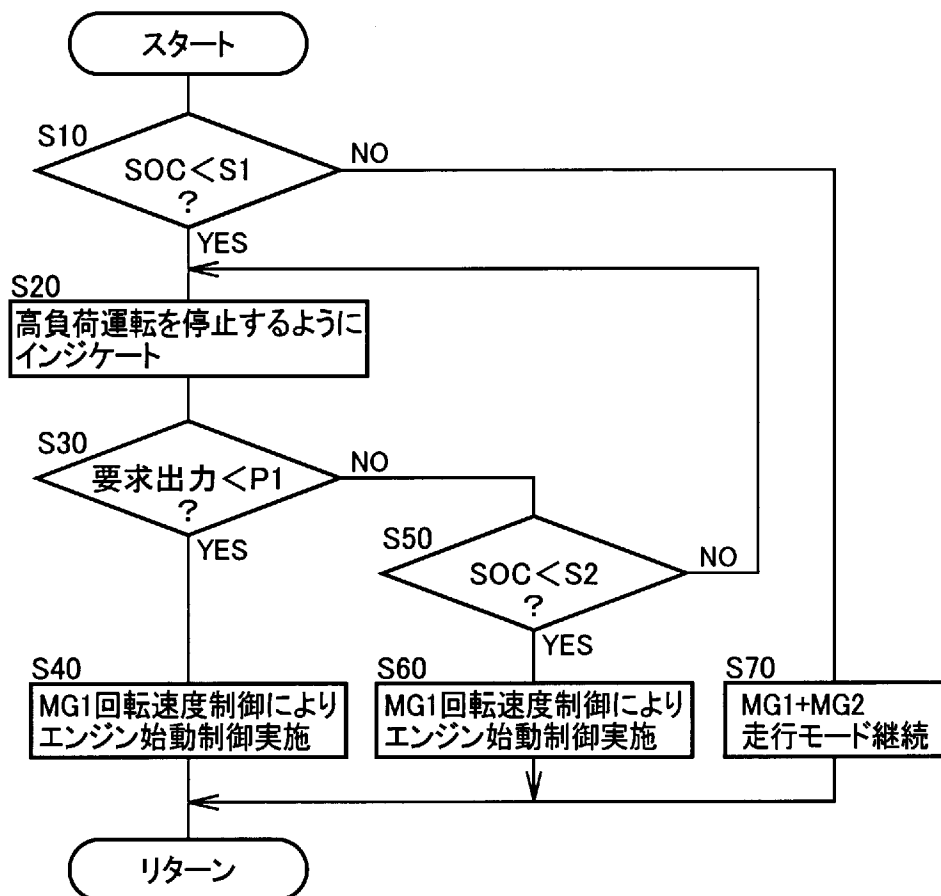 スタート
S10
SOC＜S1
?
NO
YES
S20
高負荷運転を停止するように
インジケート
S30
要求出力＜P1
?
NO
YES
S50
SOC＜S2
?
NO
YES
S40
MG1回転速度制御により
エンジン始動制御実施
S60
MG1回転速度制御により
エンジン始動制御実施
S70
MG1+MG2
走行モード継続
リターン